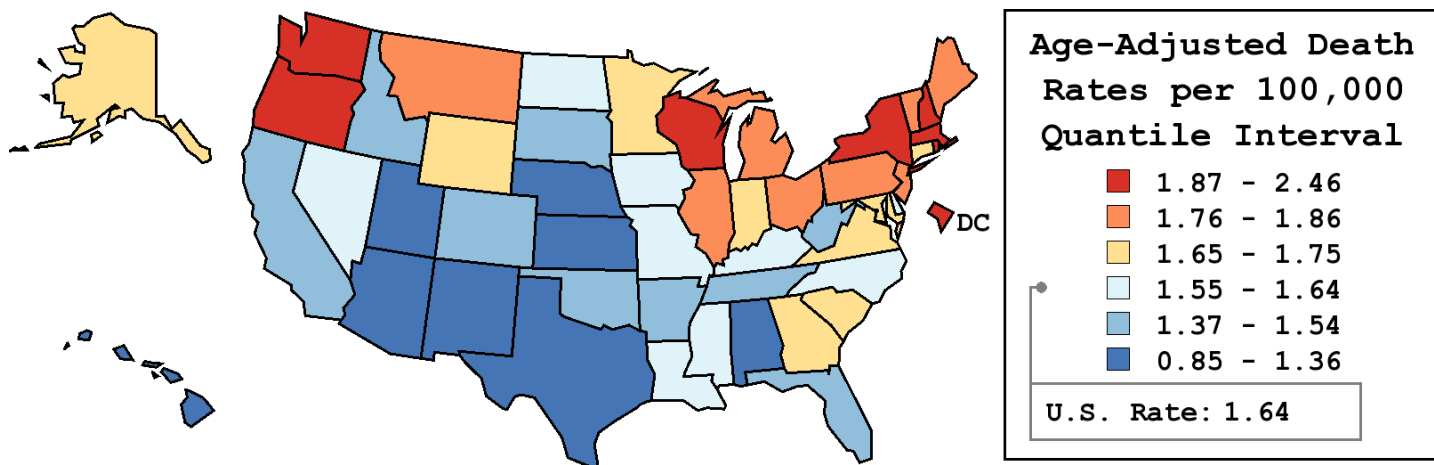 Age-Adjusted Death
Rates per 100,000
Quantile Interval
1.87 - 2.46
1.76 - 1.86
1.65 - 1.75
1.55 - 1.64
1.37 - 1.54
0.85 - 1.36
U.S. Rate: 1.64
DC